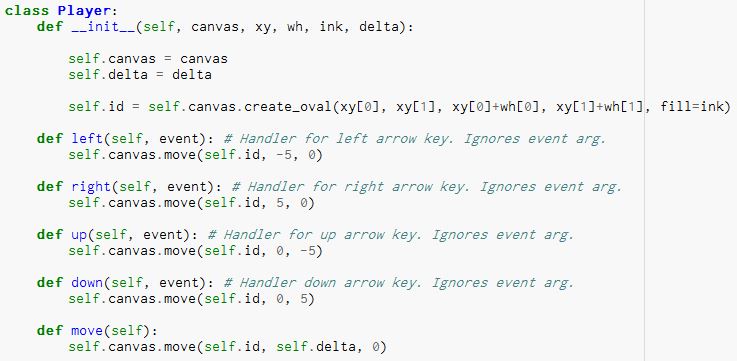 class Player:
    def __init__(self, canvas, xy, wh, ink, delta):

        self.canvas = canvas
        self.delta = delta

        self.id = self.canvas.create_oval(xy[0], xy[1], xy[0]+wh[0], xy[1]+wh[1], fill=ink)

    def left(self, event): # Handler for left arrow key. Ignores event arg.
        self.canvas.move(self.id, -5, 0)

    def right(self, event): # Handler for right arrow key. Ignores event arg.
        self.canvas.move(self.id, 5, 0)

    def up(self, event): # Handler for up arrow key. Ignores event arg.
        self.canvas.move(self.id, 0, -5)

    def down(self, event): # Handler down arrow key. Ignores event arg.
        self.canvas.move(self.id, 0, 5)

    def move(self):
        self.canvas.move(self.id, self.delta, 0)